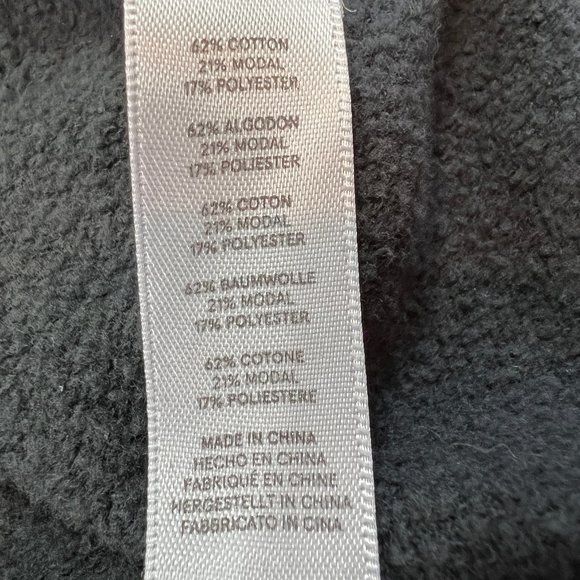 62% COTTON
21% MODAL
17% POLYESTER
62% ALGODON
21% MODAL
17% POLIESTER
62% COTON
21% MODAL
17% POLYESTER
62% BAUMWOLLE
21% MODAL
17% POLYESTER
62% COTONE
21% MODAL
17% POLIESTERE
MADE IN CHINA
HECHO EN CHINA
FABRIQUÉ EN CHINE
HERGESTELLT IN CHINA
FABBRICATO IN CINA